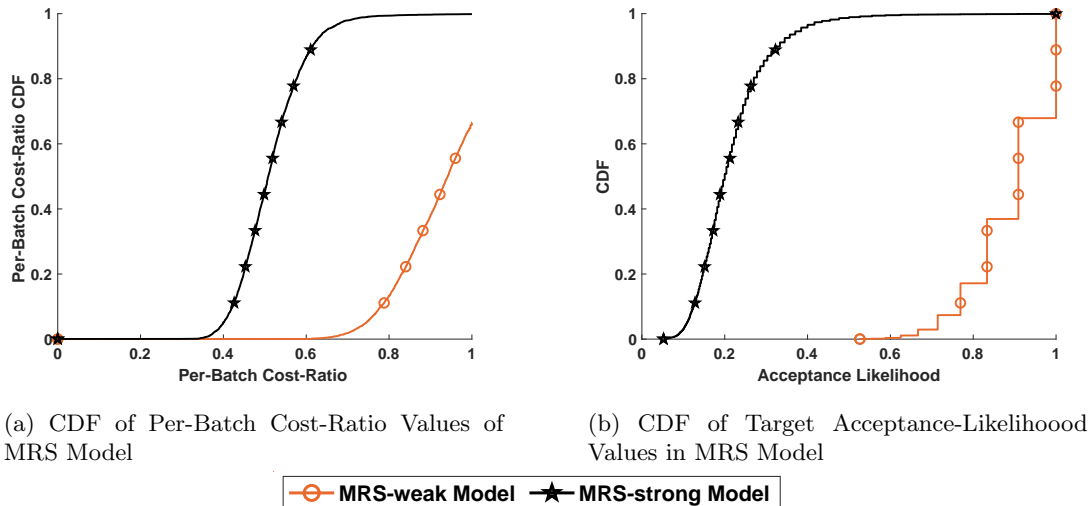 1
0.8
0.6
0.4
0.2
0
Per-Batch Cost-Ratio CDF
0 0.2 0.4 0.6 0.8 1
Per-Batch Cost-Ratio
1
0.8
0.6
0.4
0.2
0
CDF
0 0.2 0.4 0.6 0.8 1
Acceptance Likelihood
(a) CDF of Per-Batch Cost-Ratio Values of
MRS Model
(b) CDF of Target Acceptance-Likelihoood
Values in MRS Model
MRS-weak Model MRS-strong Model